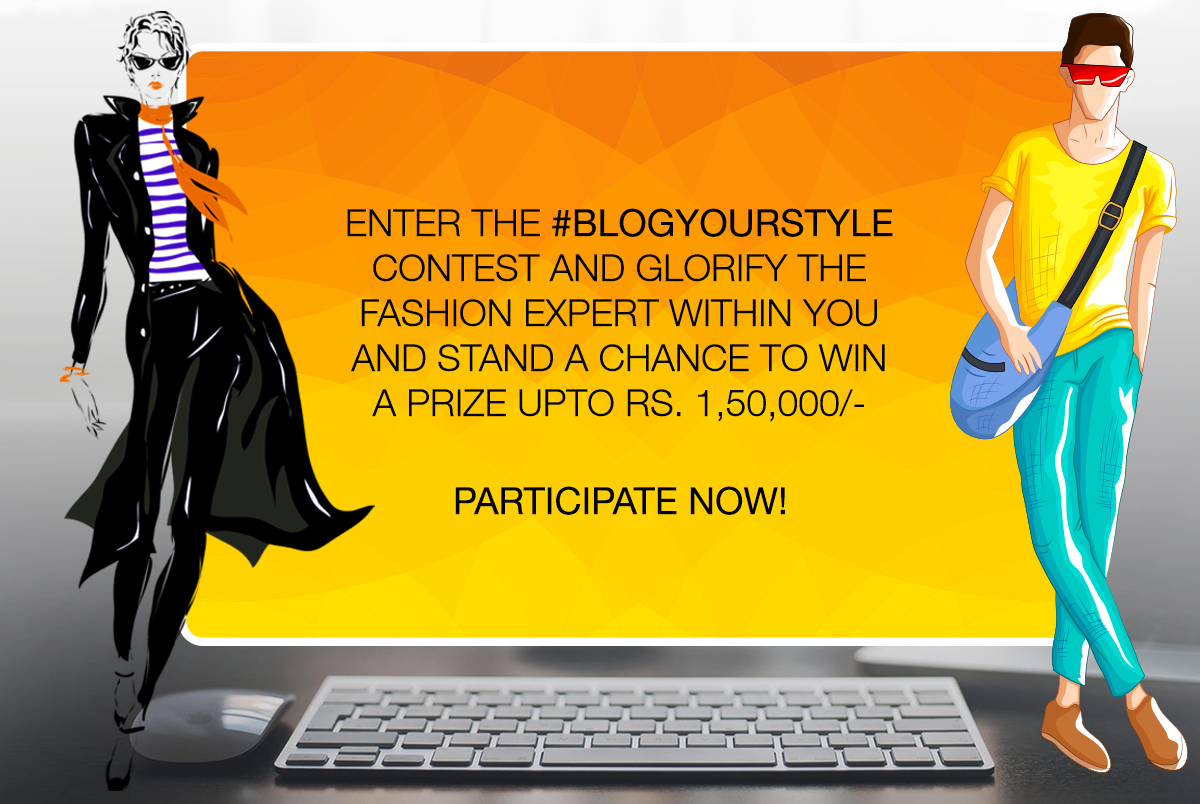 ENTER THE #BLOGYOURSTYLE
CONTEST AND GLORIFY THE
FASHION EXPERT WITHIN YOU
AND STAND A CHANCE TO WIN
A PRIZE UPTO RS. 1,50,000/-
PARTICIPATE NOW!